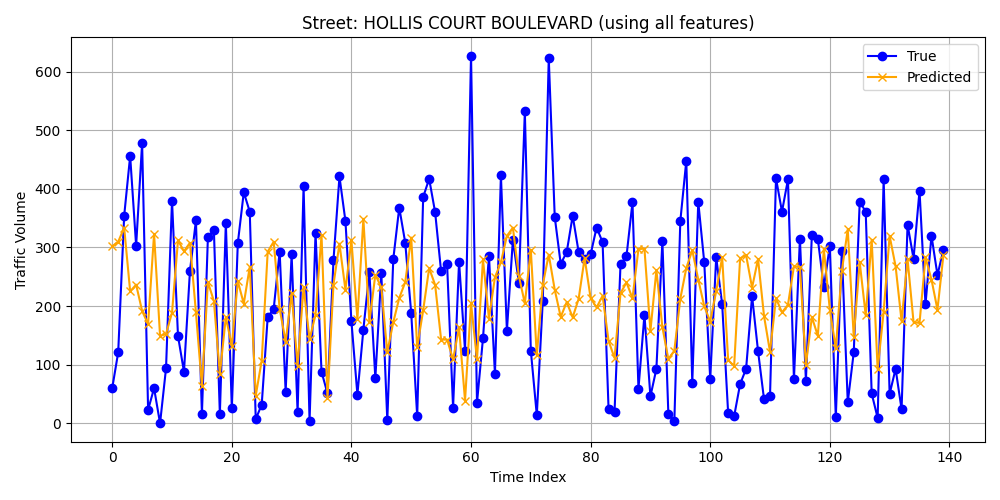 Street: HOLLIS COURT BOULEVARD (using all features)
True
Predicted
Traffic Volume
600
500
400
300
200
100
0
0 20 40 60 80 100 120 140
Time Index